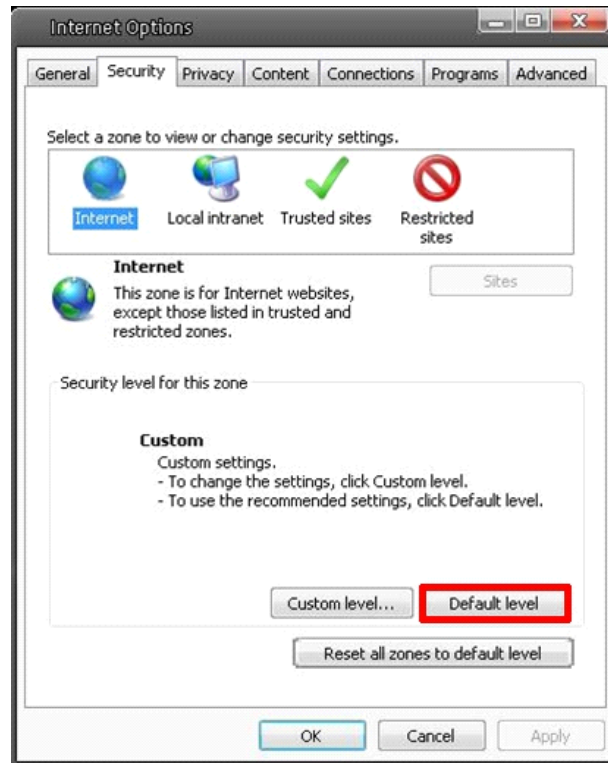 Internet Options
General Security Privacy Content Connections Programs Advanced
Select a zone to view or change security settings.
Internet Local intranet Trusted sites Restricted
sites
Internet
Sites
This zone is for Internet websites,
except those listed in trusted and
restricted zones.
Security level for this zone
Custom
Custom settings.
- To change the settings, click Custom level.
- To use the recommended settings, click Default level.
Custom level... Default level
Reset all zones to default level
OK Cancel Apply